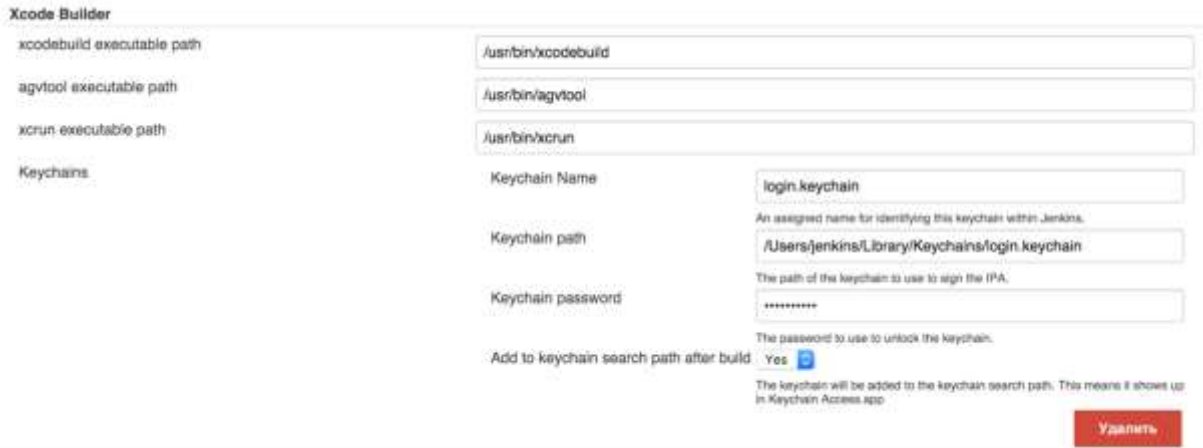 Xcode Builder
xcodebuild executable path
/usr/bin/xcodebuild
agvtool executable path
/usr/bin/agvtool
xcrun executable path
/usr/bin/xcrun
Keychains
Keychain Name
login.keychain
An assigned name for identifying this keychain within Jenkins.
Keychain path
/Users/jenkins/Library/Keychains/login.keychain
The path of the keychain to use to sign the IPA.
Keychain password
••••••••••
The password to use to unlock the keychain.
Add to keychain search path after build
Yes
The keychain will be added to the keychain search path. This means it shows up
in Keychain Access app
Удалить